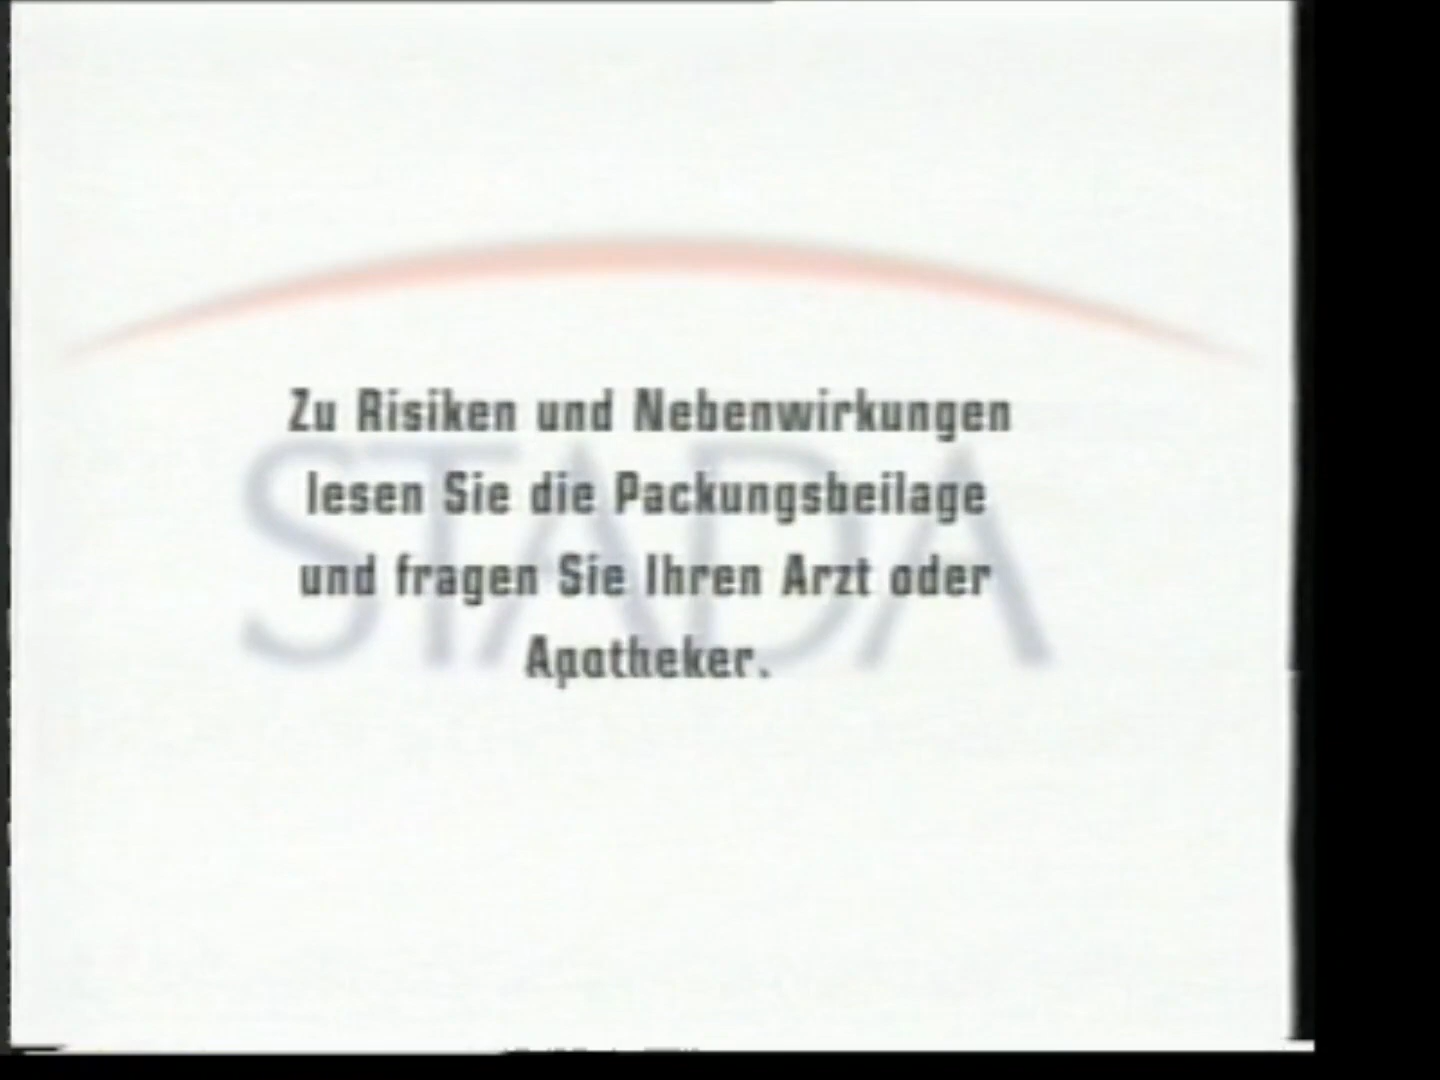 Zu Risiken und Nebenwirkungen
lesen Sie die Packungsbeilage
und fragen Sie Ihren Arzt oder
Apotheker.
STADA